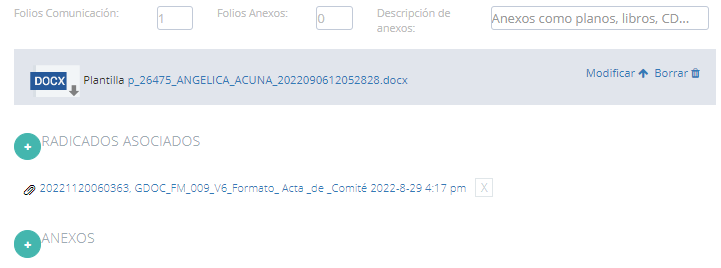 Folios Comunicación: 1 Folios Anexos: 0 Descripción de anexos: Anexos como planos, libros, CD...
DOCX Plantilla p_26475_ANGELICA_ACUNA_2022090612052828.docx Modificar Borrar
+ RADICADOS ASOCIADOS
20221120060363, GDOC_FM_009_V6_Formato_ Acta _de _Comité 2022-8-29 4:17 pm X
+ ANEXOS